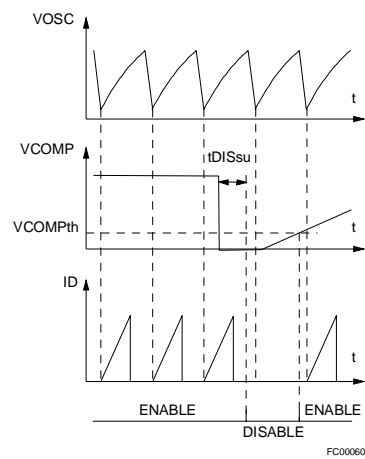 VOSC
t
VCOMP
tDISsu
VCOMPth
t
ID
t
ENABLE
ENABLE
DISABLE
FC00060